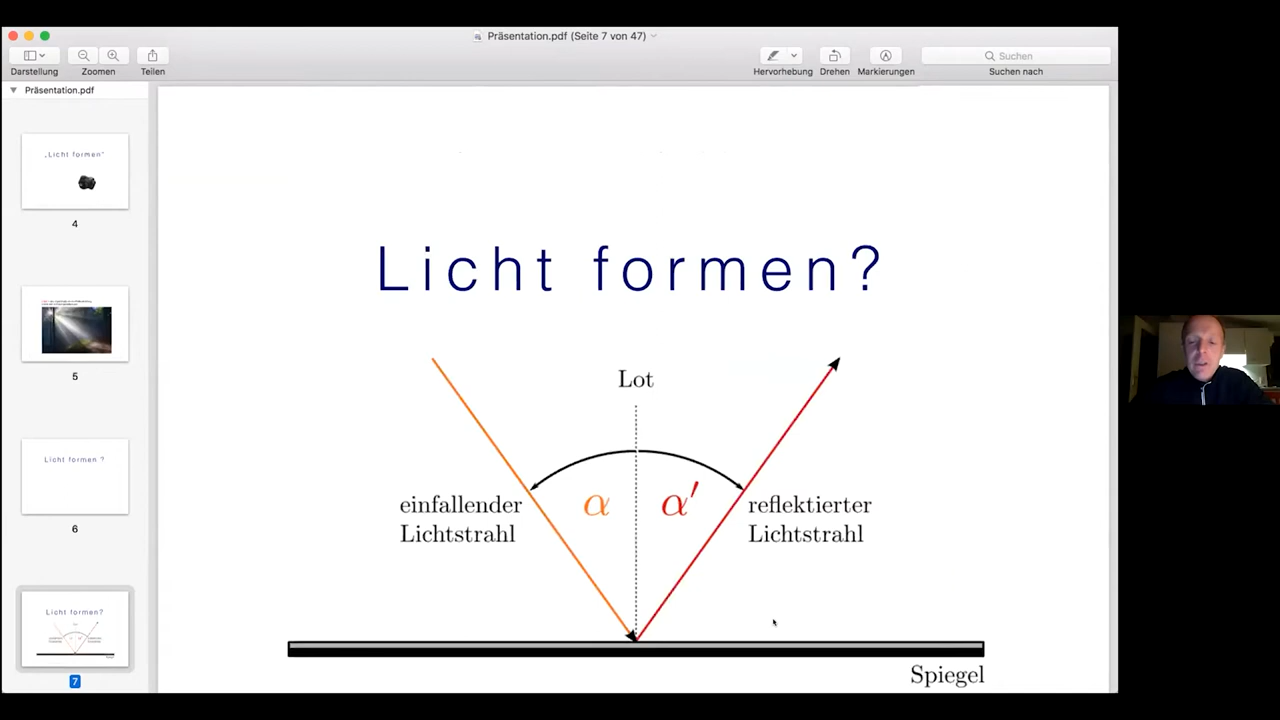 Präsentation.pdf (Seite 7 von 47)
Darstellung
Zoomen
Teilen
Hervorhebung
Drehen
Markierungen
Suchen
Suchen nach
Präsentation.pdf
„Licht formen“
4
5
Licht formen ?
6
Licht formen?
7
Licht formen?
Lot
einfallender
Lichtstrahl
α
α′
reflektierter
Lichtstrahl
Spiegel